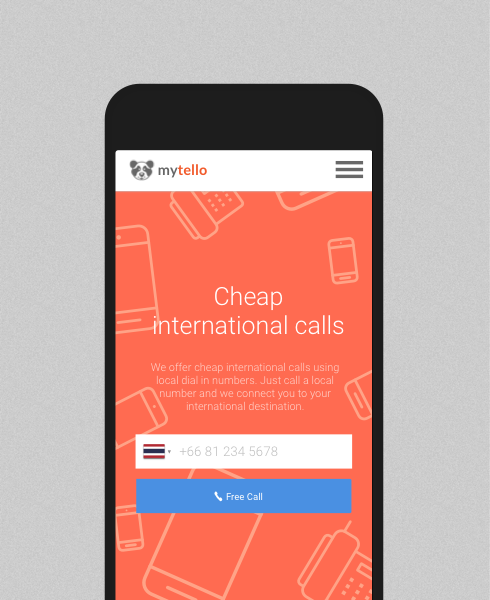 mytello
Cheap
international calls
We offer cheap international calls using
local dial in numbers. Just call a local
number and we connect you to your
international destination.
+66 81 234 5678
Free Call